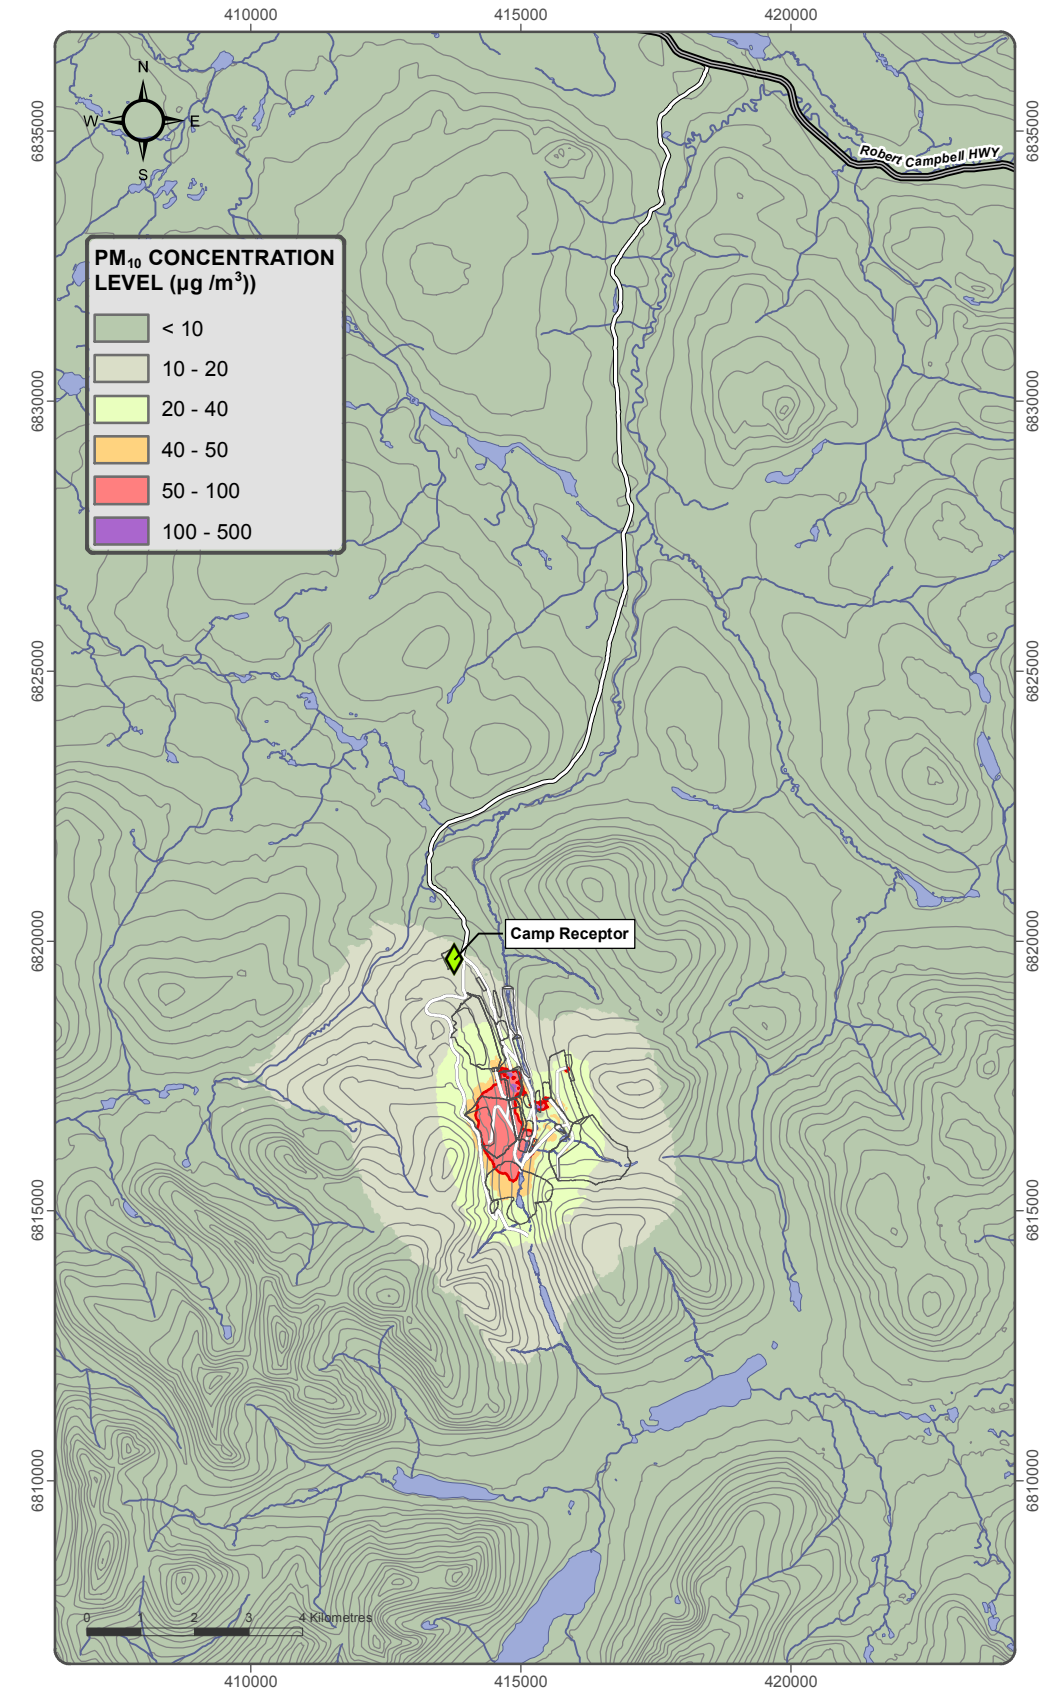 410000
415000
420000
N
W
E
S
6835000
6835000
Robert Campbell HWY
PM10 CONCENTRATION
LEVEL (µg /m3))
< 10
10 - 20
20 - 40
40 - 50
50 - 100
100 - 500
6830000
6830000
6825000
6825000
6820000
6820000
Camp Receptor
6815000
6815000
6810000
6810000
0 1 2 3 4 Kilometres
410000
415000
420000